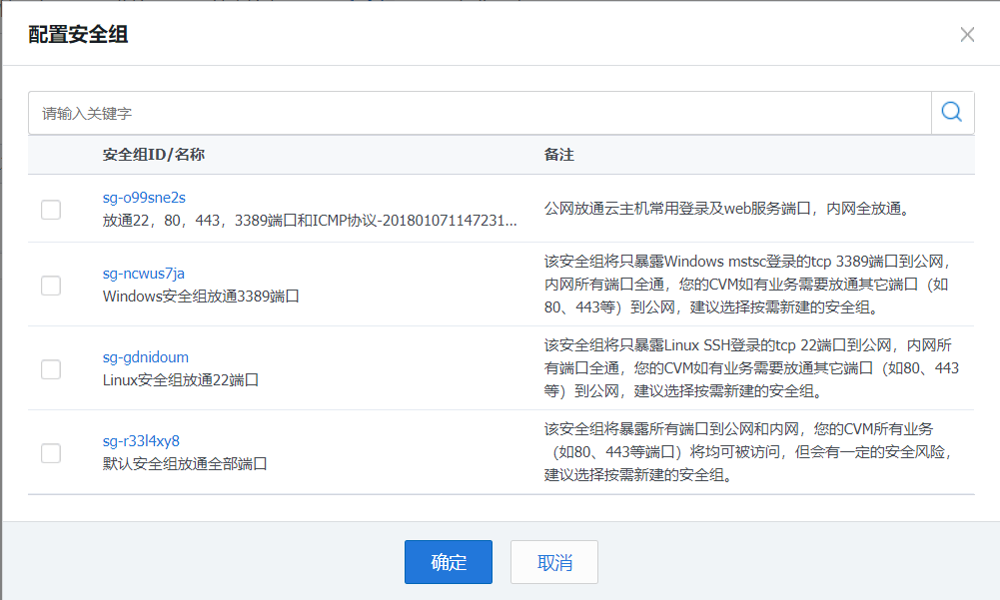 配置安全组
请输入关键字
安全组ID/名称
备注
sg-o99sne2s
放通22，80，443，3389端口和ICMP协议-201801071147231...
公网放通云主机常用登录及web服务端口，内网全放通。
sg-ncwus7ja
Windows安全组放通3389端口
该安全组将只暴露Windows mstsc登录的tcp 3389端口到公网，
内网所有端口全通，您的CVM如有业务需要放通其它端口（如
80、443等）到公网，建议选择按需新建的安全组。
sg-gdnidoum
Linux安全组放通22端口
该安全组将只暴露Linux SSH登录的tcp 22端口到公网，内网所
有端口全通，您的CVM如有业务需要放通其它端口（如80、443
等）到公网，建议选择按需新建的安全组。
sg-r33l4xy8
默认安全组放通全部端口
该安全组将暴露所有端口到公网和内网，您的CVM所有业务
（如80、443等端口）将均可被访问，但会有一定的安全风险，
建议选择按需新建的安全组。
确定
取消